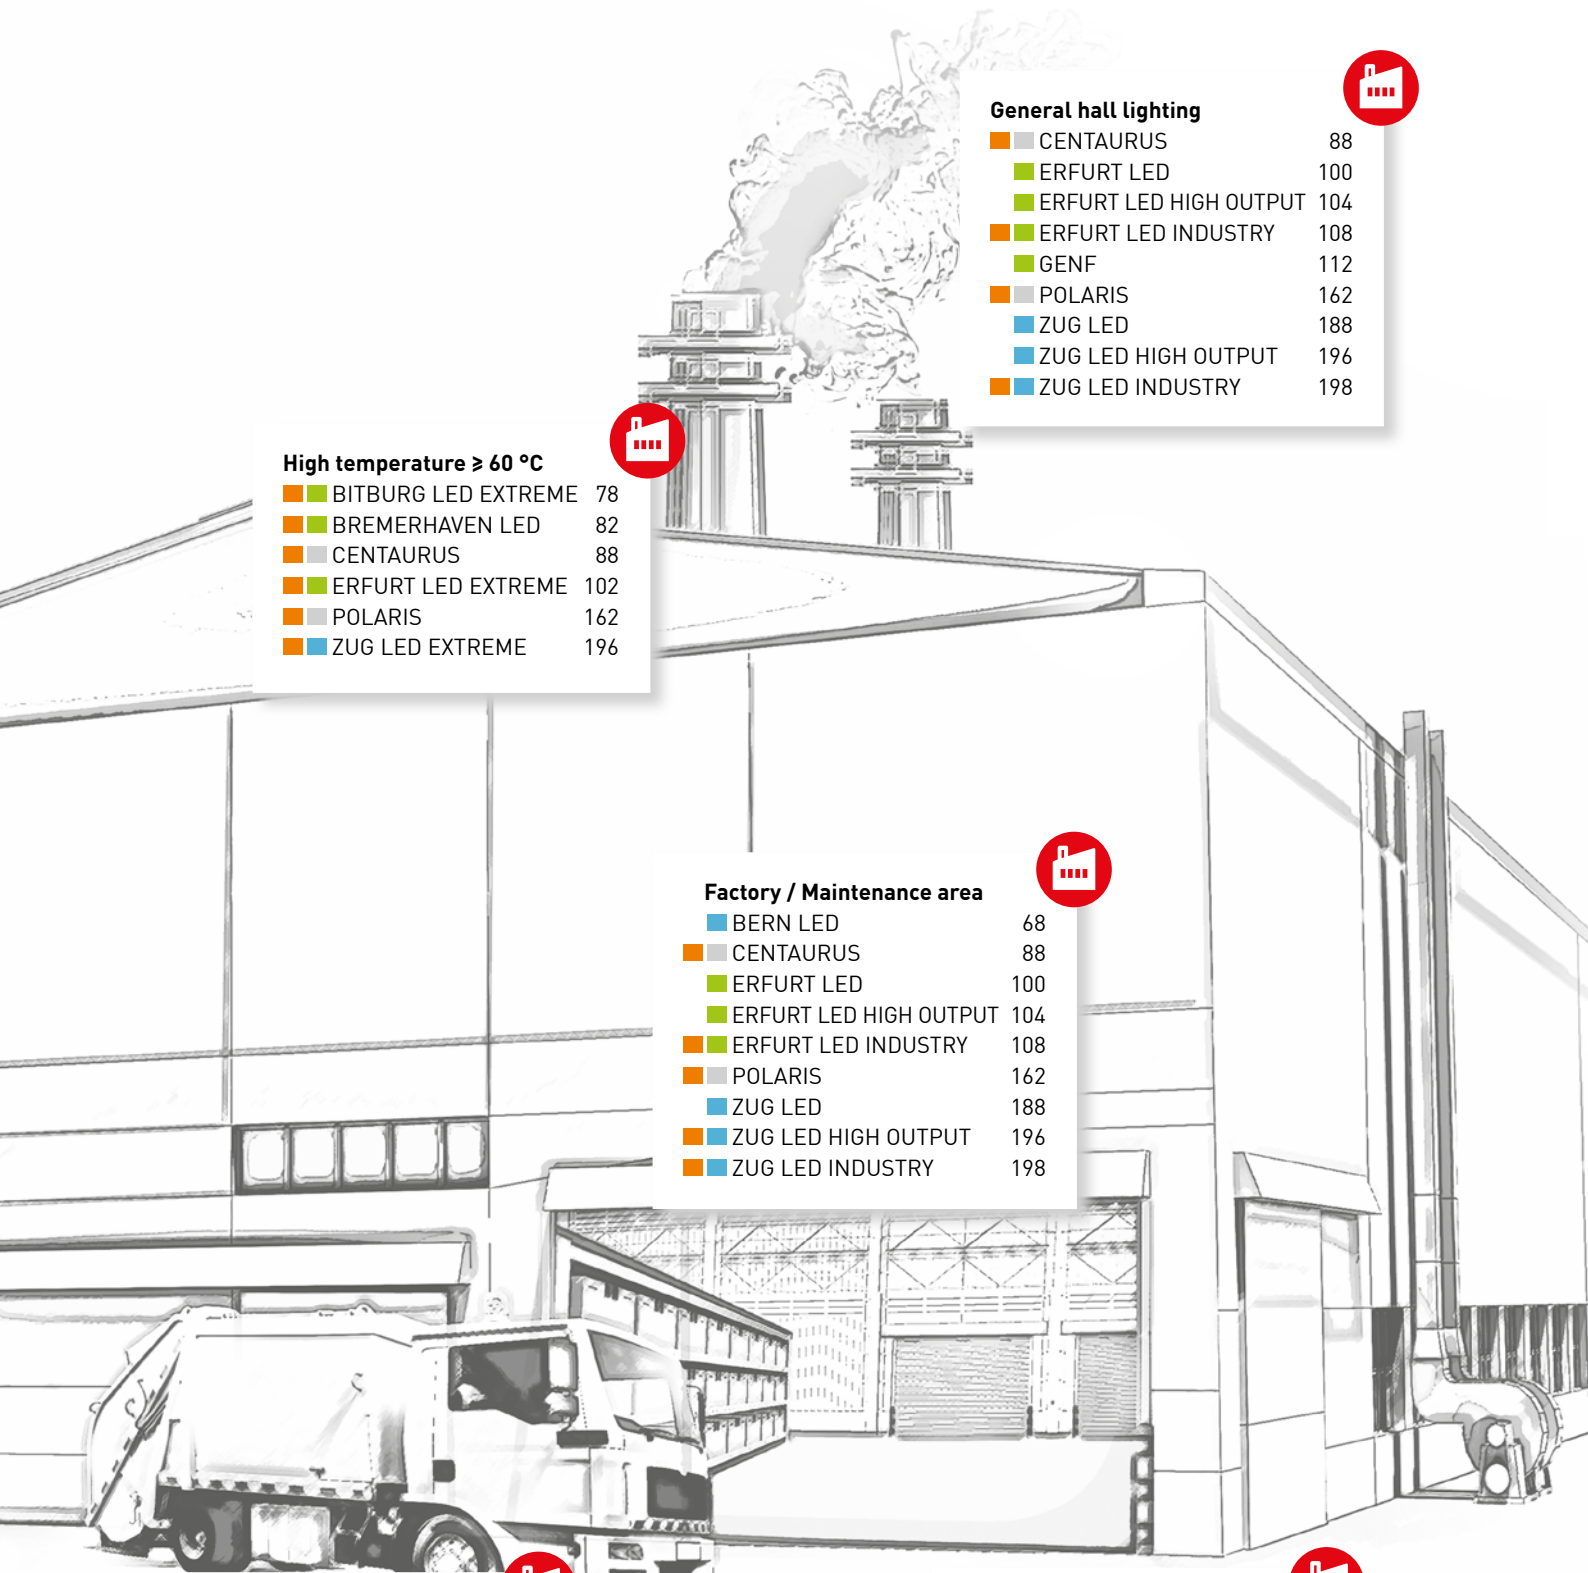 General hall lighting
CENTAURUS 88
ERFURT LED 100
ERFURT LED HIGH OUTPUT 104
ERFURT LED INDUSTRY 108
GENF 112
POLARIS 162
ZUG LED 188
ZUG LED HIGH OUTPUT 196
ZUG LED INDUSTRY 198
High temperature ≥ 60 °C
BITBURG LED EXTREME 78
BREMERHAVEN LED 82
CENTAURUS 88
ERFURT LED EXTREME 102
POLARIS 162
ZUG LED EXTREME 196
Factory / Maintenance area
BERN LED 68
CENTAURUS 88
ERFURT LED 100
ERFURT LED HIGH OUTPUT 104
ERFURT LED INDUSTRY 108
POLARIS 162
ZUG LED 188
ZUG LED HIGH OUTPUT 196
ZUG LED INDUSTRY 198